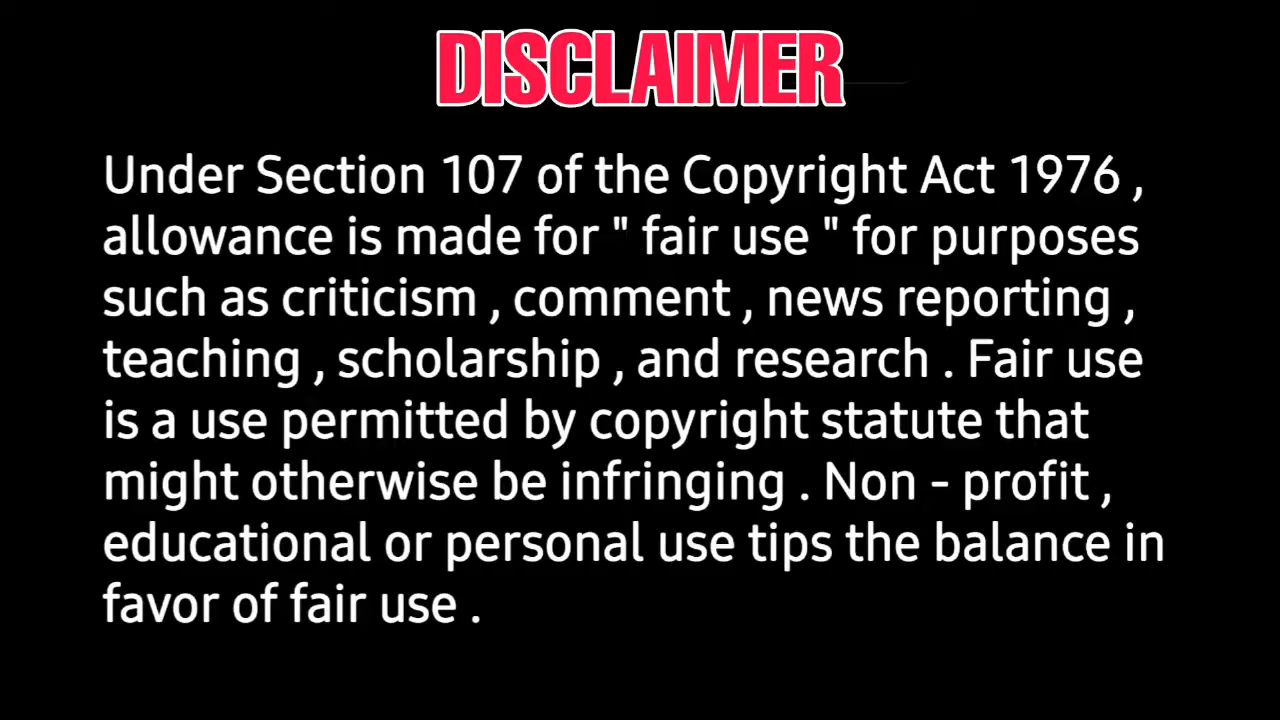 DISCLAIMER
Under Section 107 of the Copyright Act 1976 ,
allowance is made for " fair use " for purposes
such as criticism , comment , news reporting ,
teaching , scholarship , and research . Fair use
is a use permitted by copyright statute that
might otherwise be infringing . Non - profit ,
educational or personal use tips the balance in
favor of fair use .